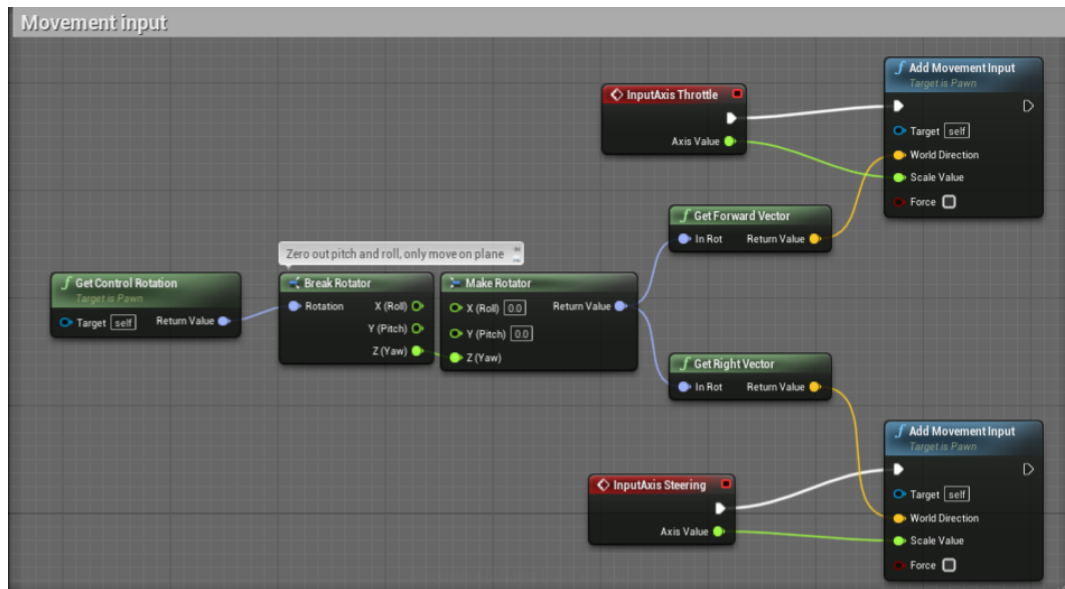 Movement input
Add Movement Input
Target is Pawn
Target self
World Direction
Scale Value
Force
InputAxis Throttle
Axis Value
Get Forward Vector
In Rot Return Value
Zero out pitch and roll, only move on plane
Get Control Rotation
Target is Pawn
Target self Return Value
Break Rotator
Rotation X (Roll)
Y (Pitch)
Z (Yaw)
Make Rotator
X (Roll) 0.0 Return Value
Y (Pitch) 0.0
Z (Yaw)
Get Right Vector
In Rot Return Value
Add Movement Input
Target is Pawn
Target self
World Direction
Scale Value
Force
InputAxis Steering
Axis Value